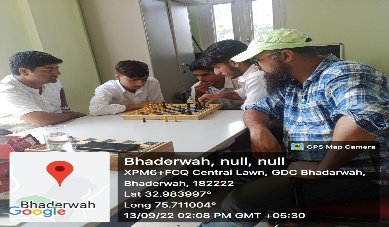 GPS Map Camera
Bhaderwah, null, null
XPM6+FCQ Central Lawn, GDC Bhadarwah,
Bhaderwah, 182222
Lat 32.983997°
Long 75.711004°
13/09/22 02:08 PM GMT +05:30
Bhaderwah
Google